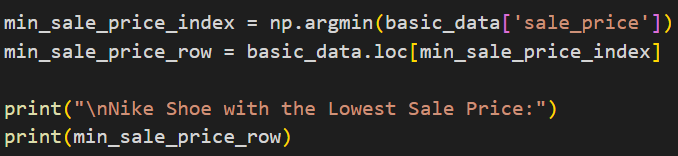 min_sale_price_index = np.argmin(basic_data['sale_price'])
min_sale_price_row = basic_data.loc[min_sale_price_index]
print("\nNike Shoe with the Lowest Sale Price:")
print(min_sale_price_row)